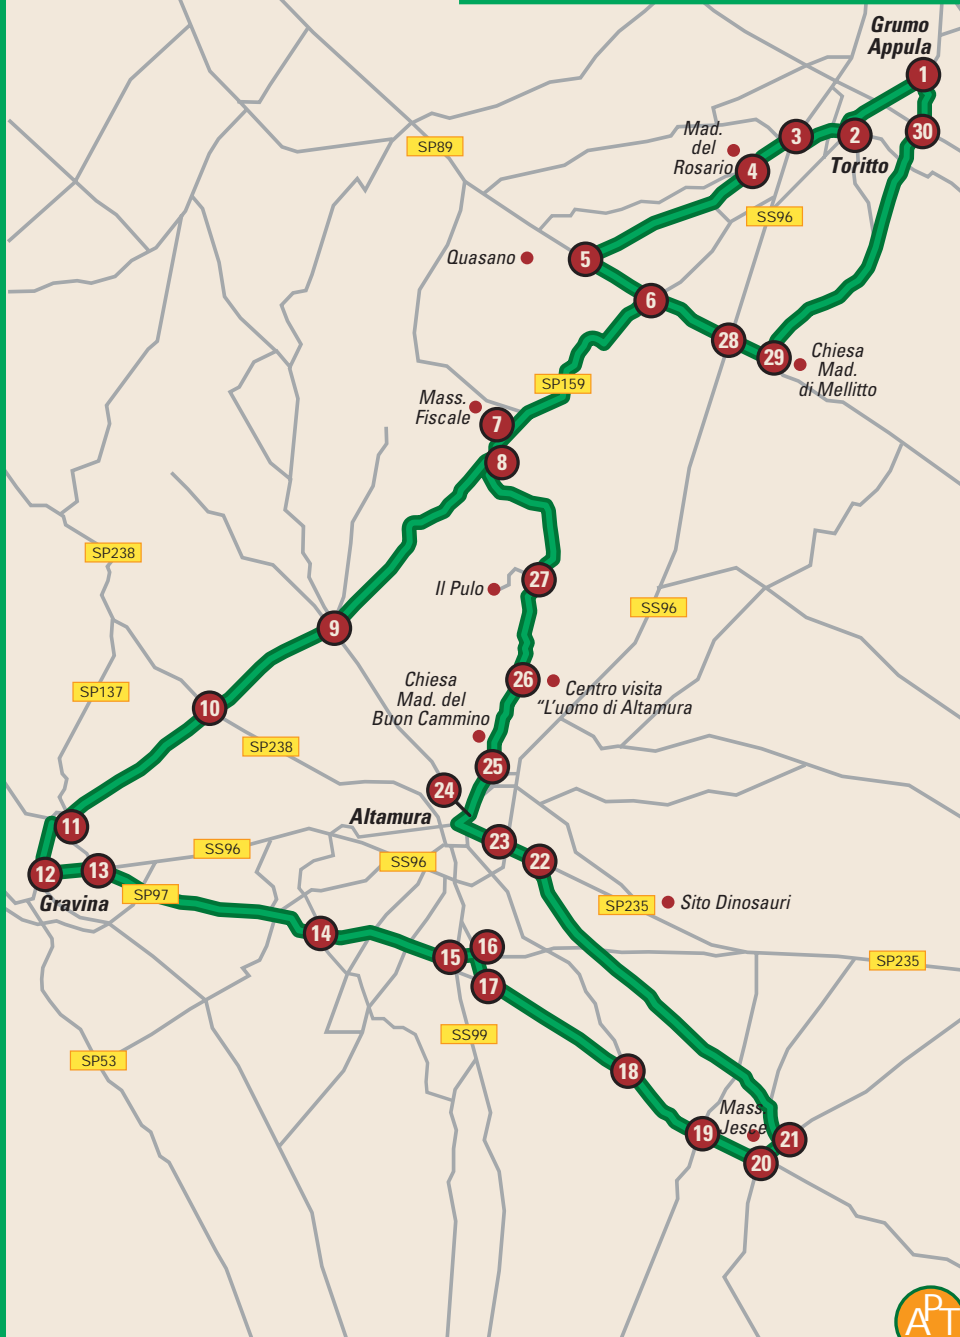 Grumo
Appula
1
Mad.
del
Rosario
3
2
30
SP89
4
Toritto
SS96
Quasano
5
6
28
29
Chiesa
Mad.
di Mellitto
SP159
Mass.
Fiscale
7
8
SP238
Il Pulo
27
SS96
9
Chiesa
Mad. del
Buon Cammino
26
Centro visita
"L'uomo di Altamura
SP137
10
SP238
25
24
Altamura
11
23
SS96
SS96
22
12
13
SP97
Gravina
SP235
Sito Dinosauri
14
15
16
SP235
17
SS99
SP53
18
Mass.
Jesce
19
21
20
APT